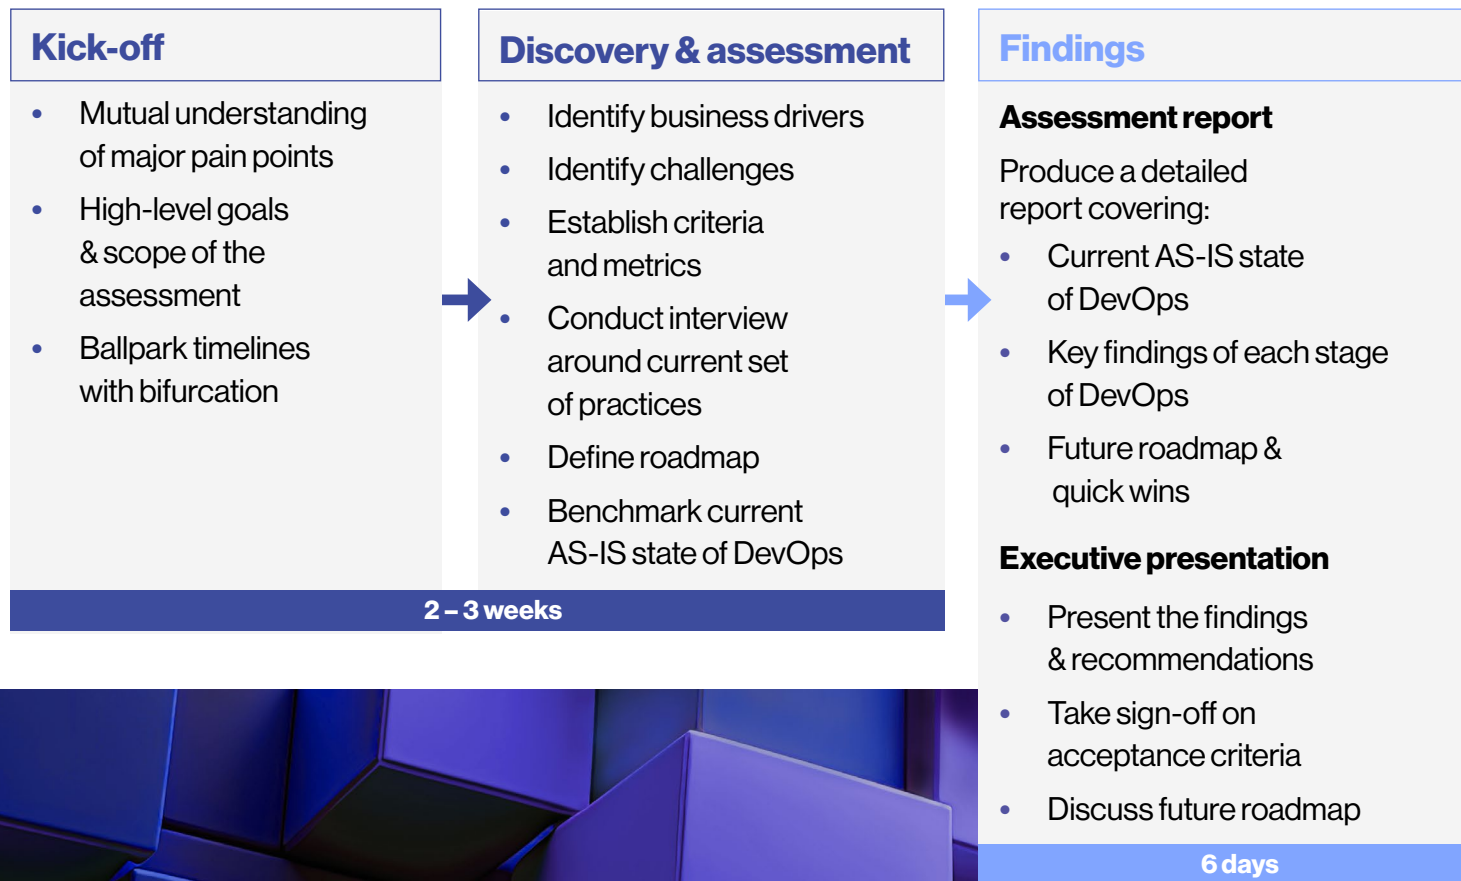 Kick-off
• Mutual understanding
of major pain points
• High-level goals
& scope of the
assessment
• Ballpark timelines
with bifurcation
Discovery & assessment
• Identify business drivers
• Identify challenges
• Establish criteria
and metrics
• Conduct interview
around current set
of practices
• Define roadmap
• Benchmark current
AS-IS state of DevOps
2 – 3 weeks
Findings
Assessment report
Produce a detailed
report covering:
• Current AS-IS state
of DevOps
• Key findings of each stage
of DevOps
• Future roadmap &
quick wins
Executive presentation
• Present the findings
& recommendations
• Take sign-off on
acceptance criteria
• Discuss future roadmap
6 days